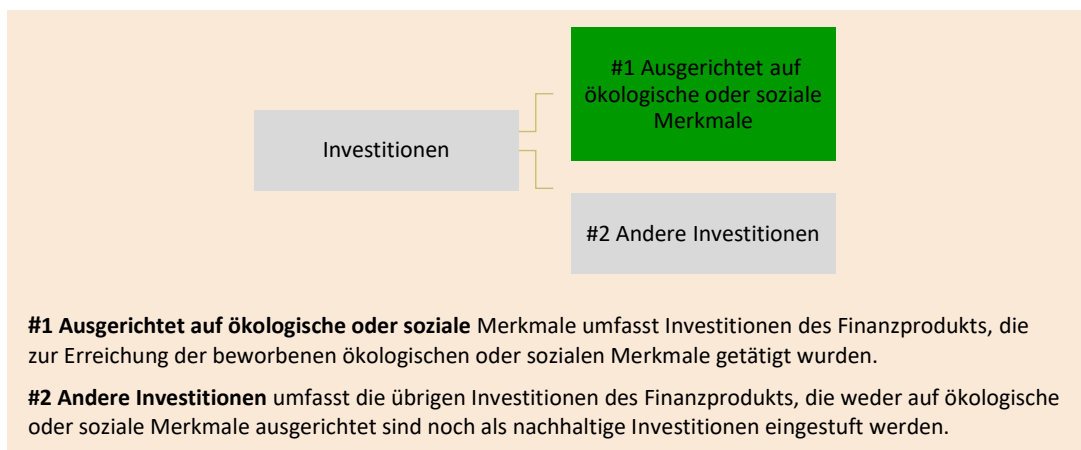 #1 Ausgerichtet auf
ökologische oder soziale
Merkmale
Investitionen
#2 Andere Investitionen
#1 Ausgerichtet auf ökologische oder soziale Merkmale umfasst Investitionen des Finanzprodukts, die
zur Erreichung der beworbenen ökologischen oder sozialen Merkmale getätigt wurden.
#2 Andere Investitionen umfasst die übrigen Investitionen des Finanzprodukts, die weder auf ökologische
oder soziale Merkmale ausgerichtet sind noch als nachhaltige Investitionen eingestuft werden.